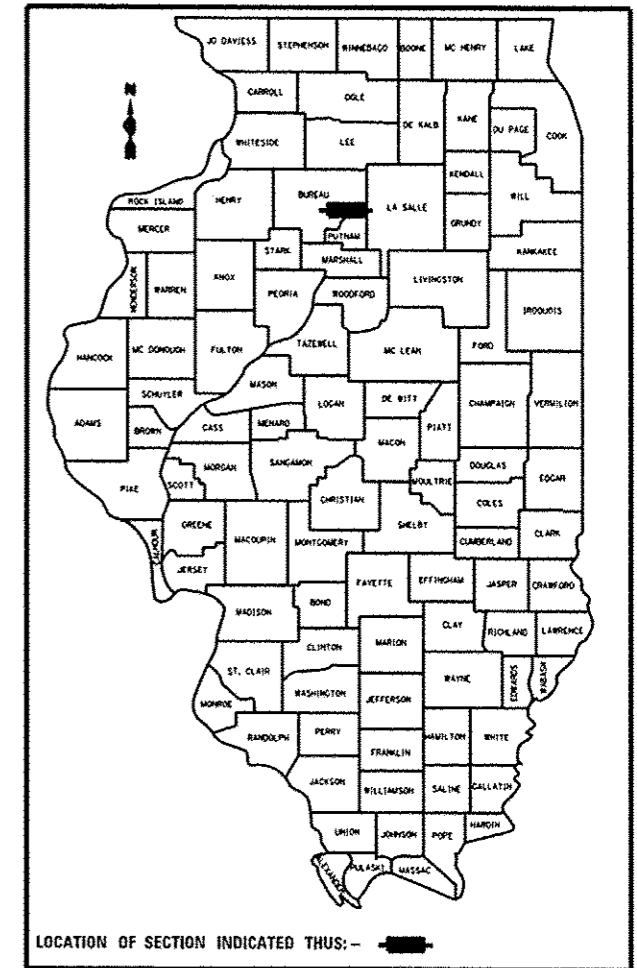 JO DAVIESS STEPHENSON WINNEBAGO BOONE MC HENRY LAKE
CARROLL OGLE DE KALB KANE DU PAGE COOK
WHITESIDE LEE
KENDALL WILL
ROCK ISLAND HENRY BUREAU LA SALLE GRUNDY
MERCER PUTNAM
STARK MARSHALL KANKAKEE
HENDERSON WARREN KNOX PEORIA WOODFORD LIVINGSTON
IROQUOIS
HANCOCK MC DONOUGH FULTON TAZEWELL MC LEAN FORD
MASON
SCHUYLER LOGAN DE WITT CHAMPAIGN VERMILION
ADAMS BROWN CASS MENARD MACON PIATT
PIKE SCOTT MORGAN SANGAMON MOULTRIE DOUGLAS EDGAR
CHRISTIAN COLES
GREENE MACOUPIN MONTGOMERY SHELBY CUMBERLAND CLARK
CALHOUN JERSEY
FAYETTE EFFINGHAM JASPER CRAWFORD
MADISON BOND
CLAY RICHLAND LAWRENCE
CLINTON MARION
ST. CLAIR WAYNE EDWARDS WABASH
WASHINGTON JEFFERSON
MONROE
RANDOLPH PERRY HAMILTON WHITE
FRANKLIN
JACKSON WILLIAMSON SALINE GALLATIN
UNION JOHNSON POPE HARDIN
ALEXANDER PULASKI MASSAC
LOCATION OF SECTION INDICATED THUS: -
N